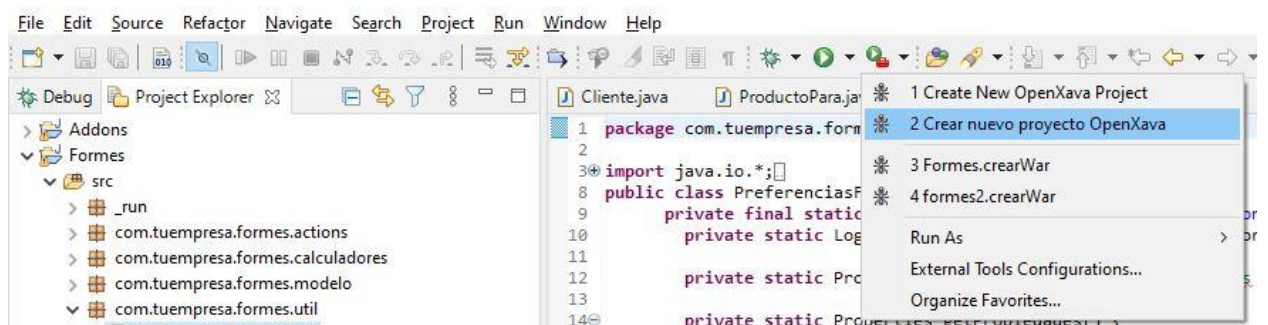 File Edit Source Refactor Navigate Search Project Run Window Help
Debug Project Explorer
Cliente.java ProductoPara.ja
Addons
Formes
src
_run
com.tuempresa.formes.actions
com.tuempresa.formes.calculadores
com.tuempresa.formes.modelo
com.tuempresa.formes.util
1 package com.tuempresa.form
2
3 import java.io.*;
8 public class PreferenciasF
9 private final static
10 private static Log
11
12 private static Pro
13
14 private static Properties getPropiedades() {
1 Create New OpenXava Project
2 Crear nuevo proyecto OpenXava
3 Formes.crearWar
4 formes2.crearWar
Run As
External Tools Configurations...
Organize Favorites...